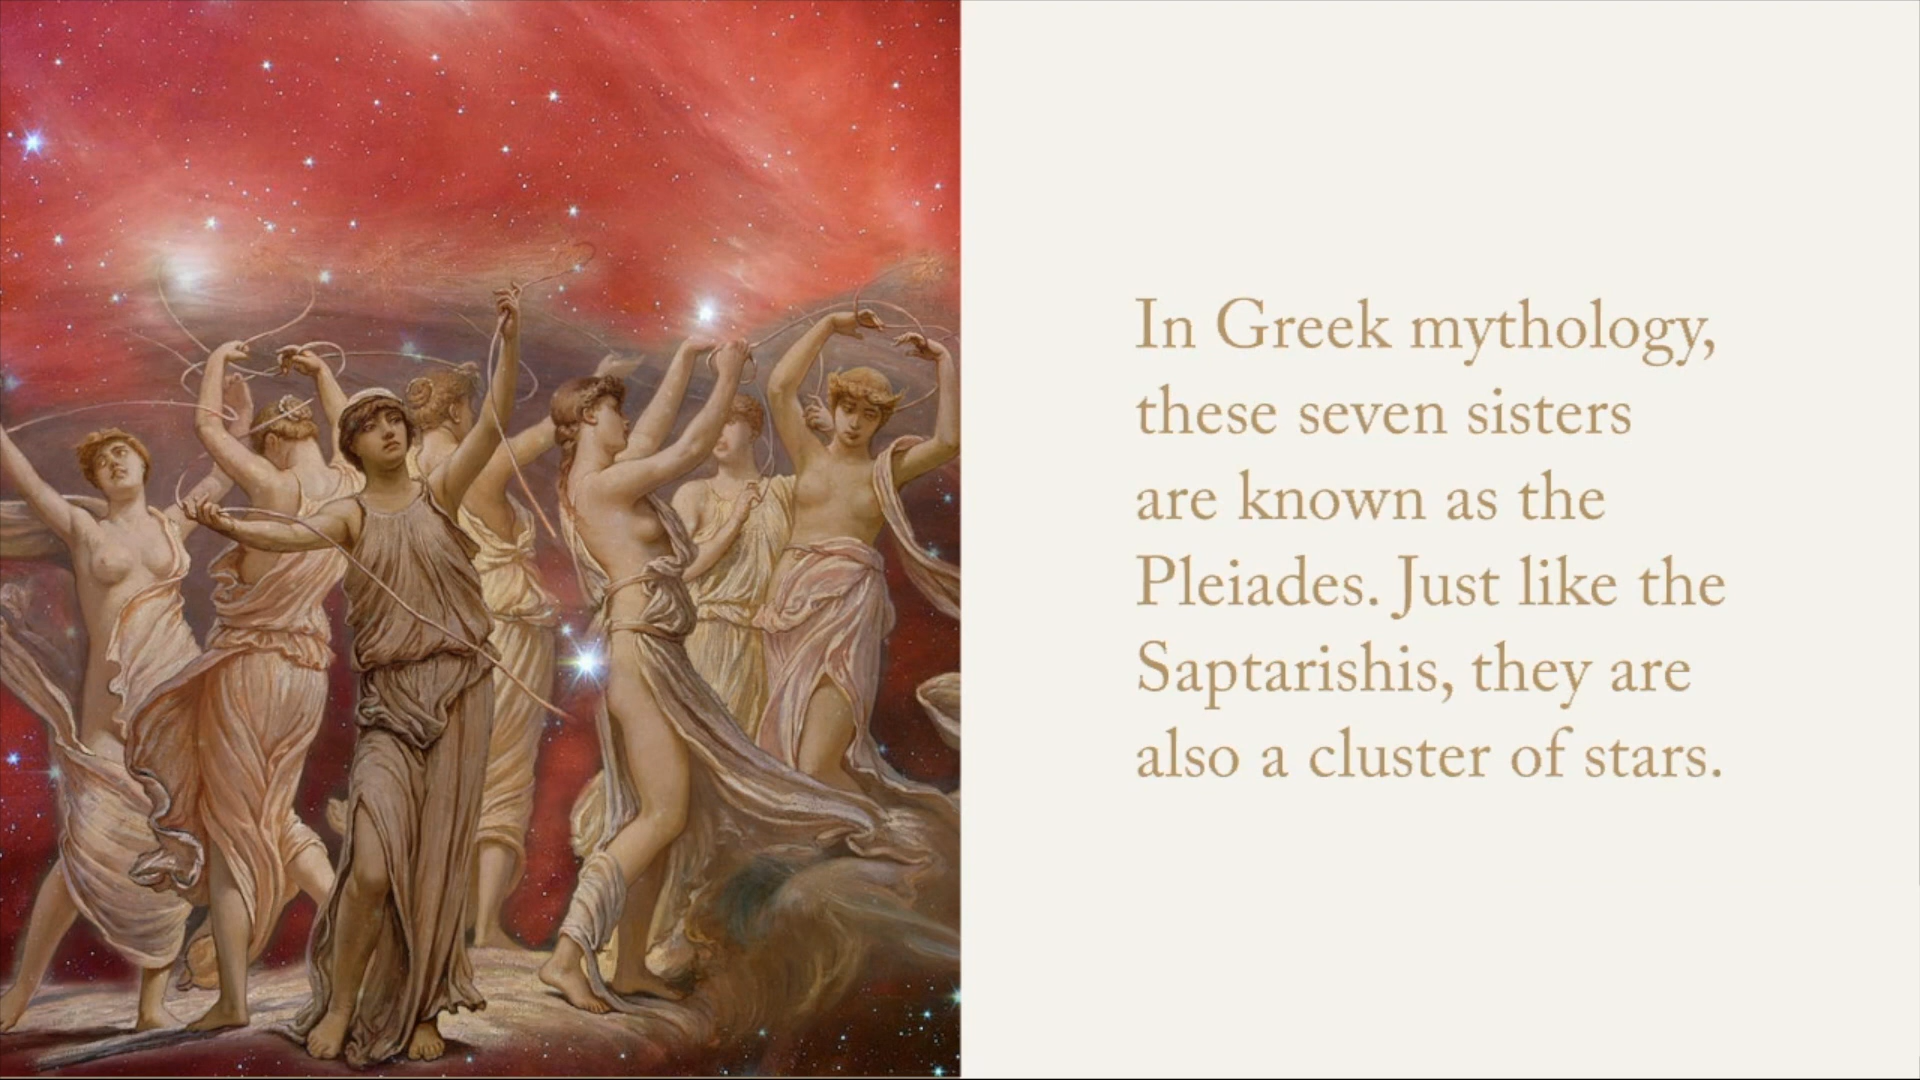 In Greek mythology,
these seven sisters
are known as the
Pleiades. Just like the
Saptarishis, they are
also a cluster of stars.